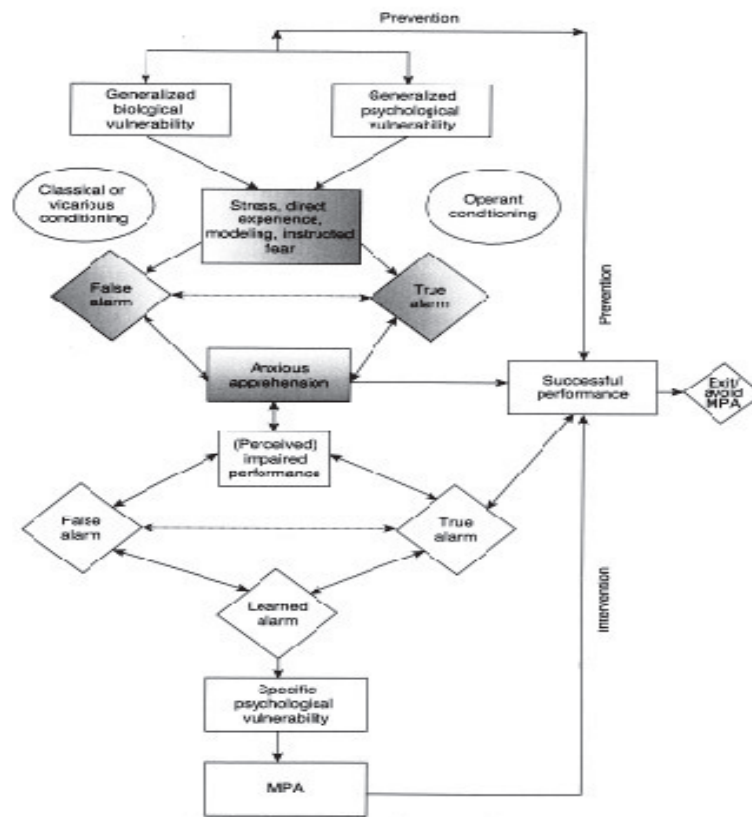 Prevention
Generalized
biological
vulnerability
Generalized
psychological
vulnerability
Classical or
vicarious
conditioning
Stress, direct
experience,
modeling, instructed
fear
Operant
conditioning
False
alarm
True
alarm
Prevention
Anxious
apprehension
Successful
performance
Exit/
avoid
MPA
(Perceived)
impaired
performance
False
alarm
True
alarm
Learned
alarm
Intervention
Specific
psychological
vulnerability
MPA